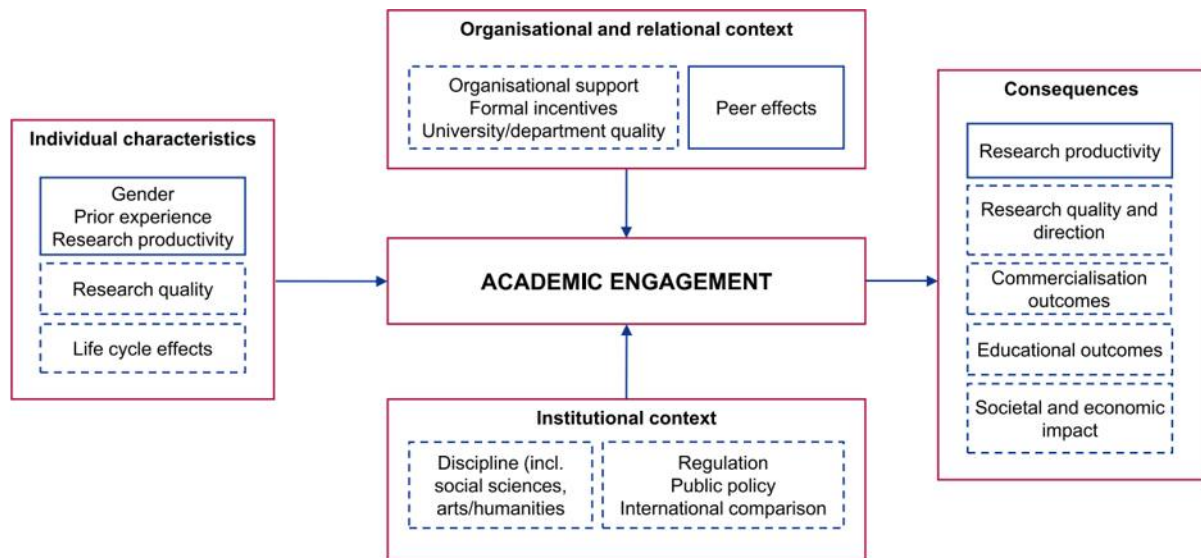 Organisational and relational context
Organisational support
Formal incentives
University/department quality
Peer effects
Individual characteristics
Gender
Prior experience
Research productivity
Research quality
Life cycle effects
ACADEMIC ENGAGEMENT
Institutional context
Discipline (incl.
social sciences,
arts/humanities
Regulation
Public policy
International comparison
Consequences
Research productivity
Research quality and
direction
Commercialisation
outcomes
Educational outcomes
Societal and economic
impact